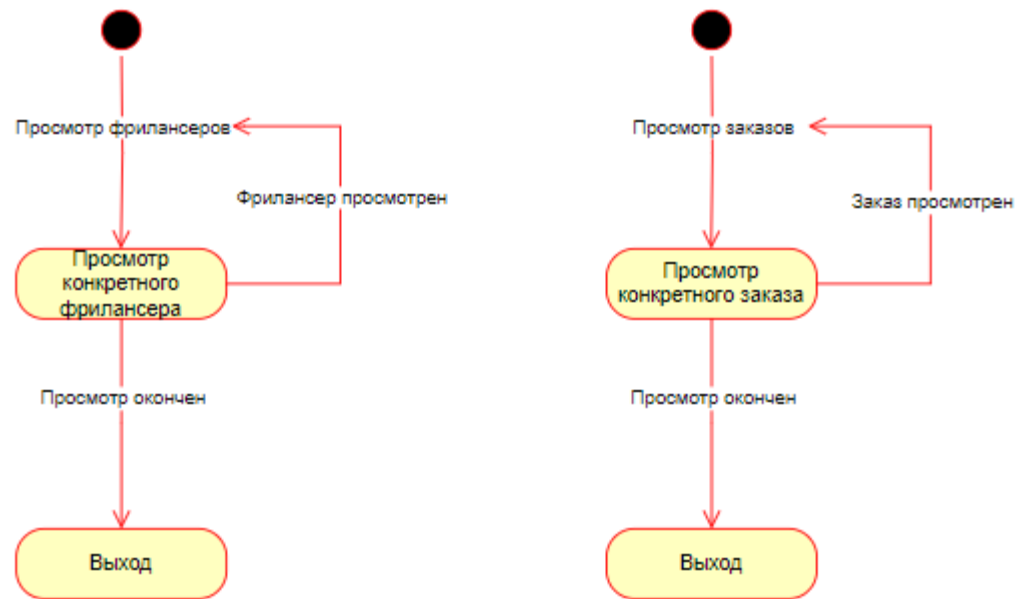 Просмотр фрилансеров
Фрилансер просмотрен
Просмотр
конкретного
фрилансера
Просмотр окончен
Выход
Просмотр заказов
Заказ просмотрен
Просмотр
конкретного заказа
Просмотр окончен
Выход